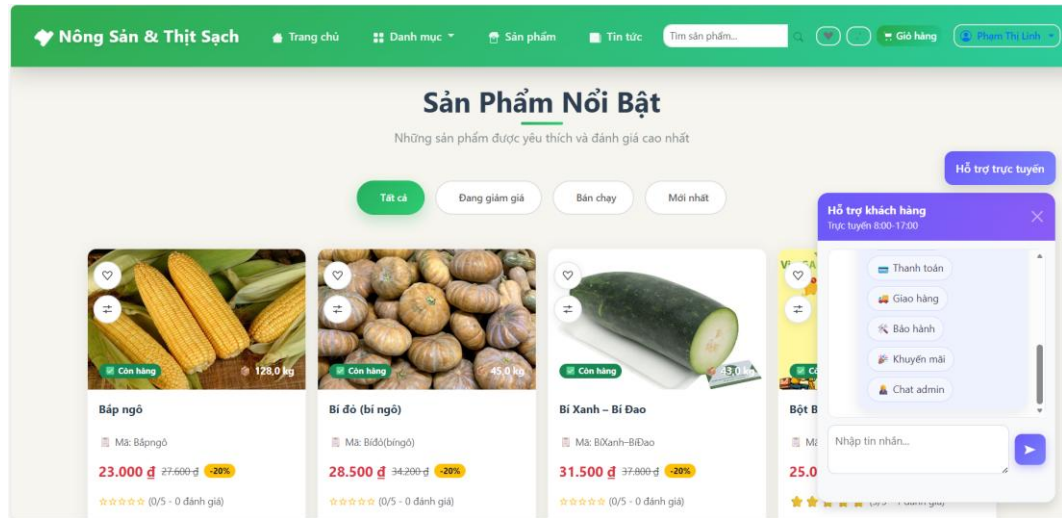 Nông Sản & Thịt Sạch Trang chủ Danh mục Sản phẩm Tin tức Tìm sản phẩm... Giỏ hàng Phạm Thị Linh
Sản Phẩm Nổi Bật
Những sản phẩm được yêu thích và đánh giá cao nhất
Tất cả Đang giảm giá Bán chạy Mới nhất
Hỗ trợ trực tuyến
Hỗ trợ khách hàng
Trực tuyến 8:00-17:00
Thanh toán
Giao hàng
Bảo hành
Khuyến mãi
Chat admin
Nhập tin nhắn...
Còn hàng 128,0 kg
Bắp ngô
Mã: Bắpngô
23.000 ₫ 27.600 ₫ -20%
(0/5 - 0 đánh giá)
Còn hàng 45,0 kg
Bí đỏ (bí ngô)
Mã: Bíđỏ(bíngô)
28.500 ₫ 34.200 ₫ -20%
(0/5 - 0 đánh giá)
Còn hàng 43,0 kg
Bí Xanh – Bí Đao
Mã: BíXanh–BíĐao
31.500 ₫ 37.800 ₫ -20%
(0/5 - 0 đánh giá)
Bột B
25.0